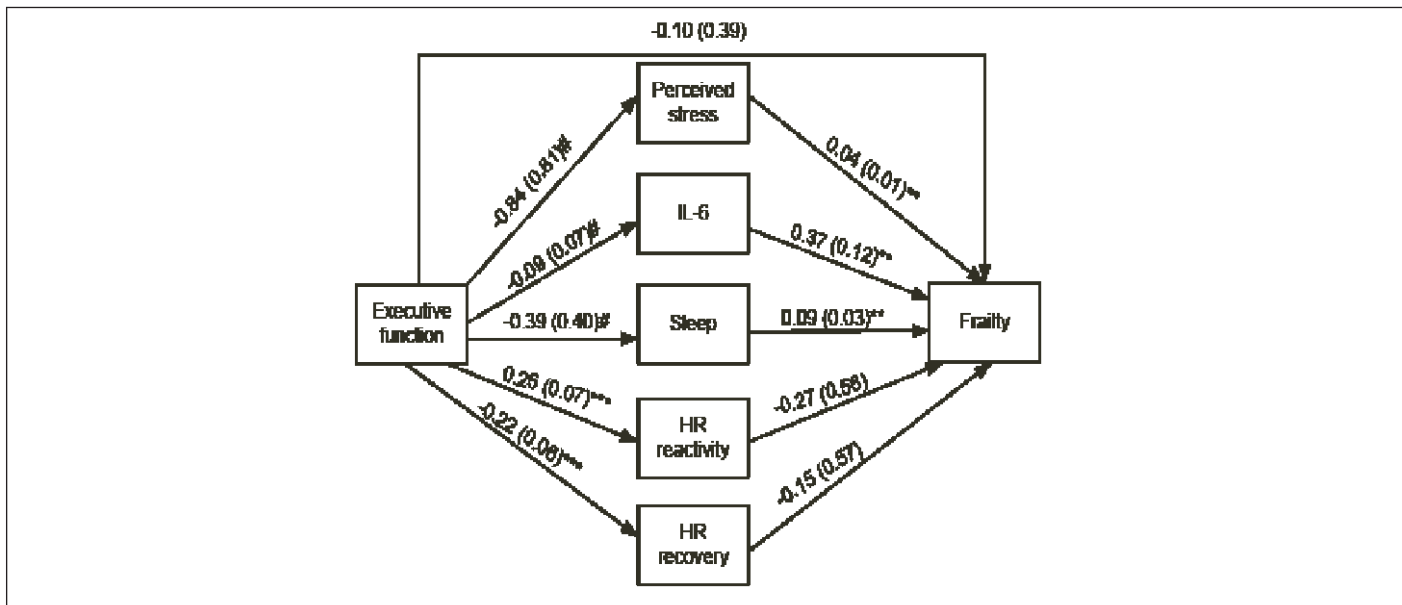 -0.10 (0.39)
Perceived
stress
-0.84 (0.81)#
0.04 (0.01)**
IL-6
-0.09 (0.07)#
0.37 (0.12)**
Executive
function
-0.39 (0.40)#
Sleep
0.09 (0.03)**
Frailty
0.26 (0.07)***
HR
reactivity
-0.27 (0.56)
-0.22 (0.06)***
HR
recovery
-0.15 (0.57)